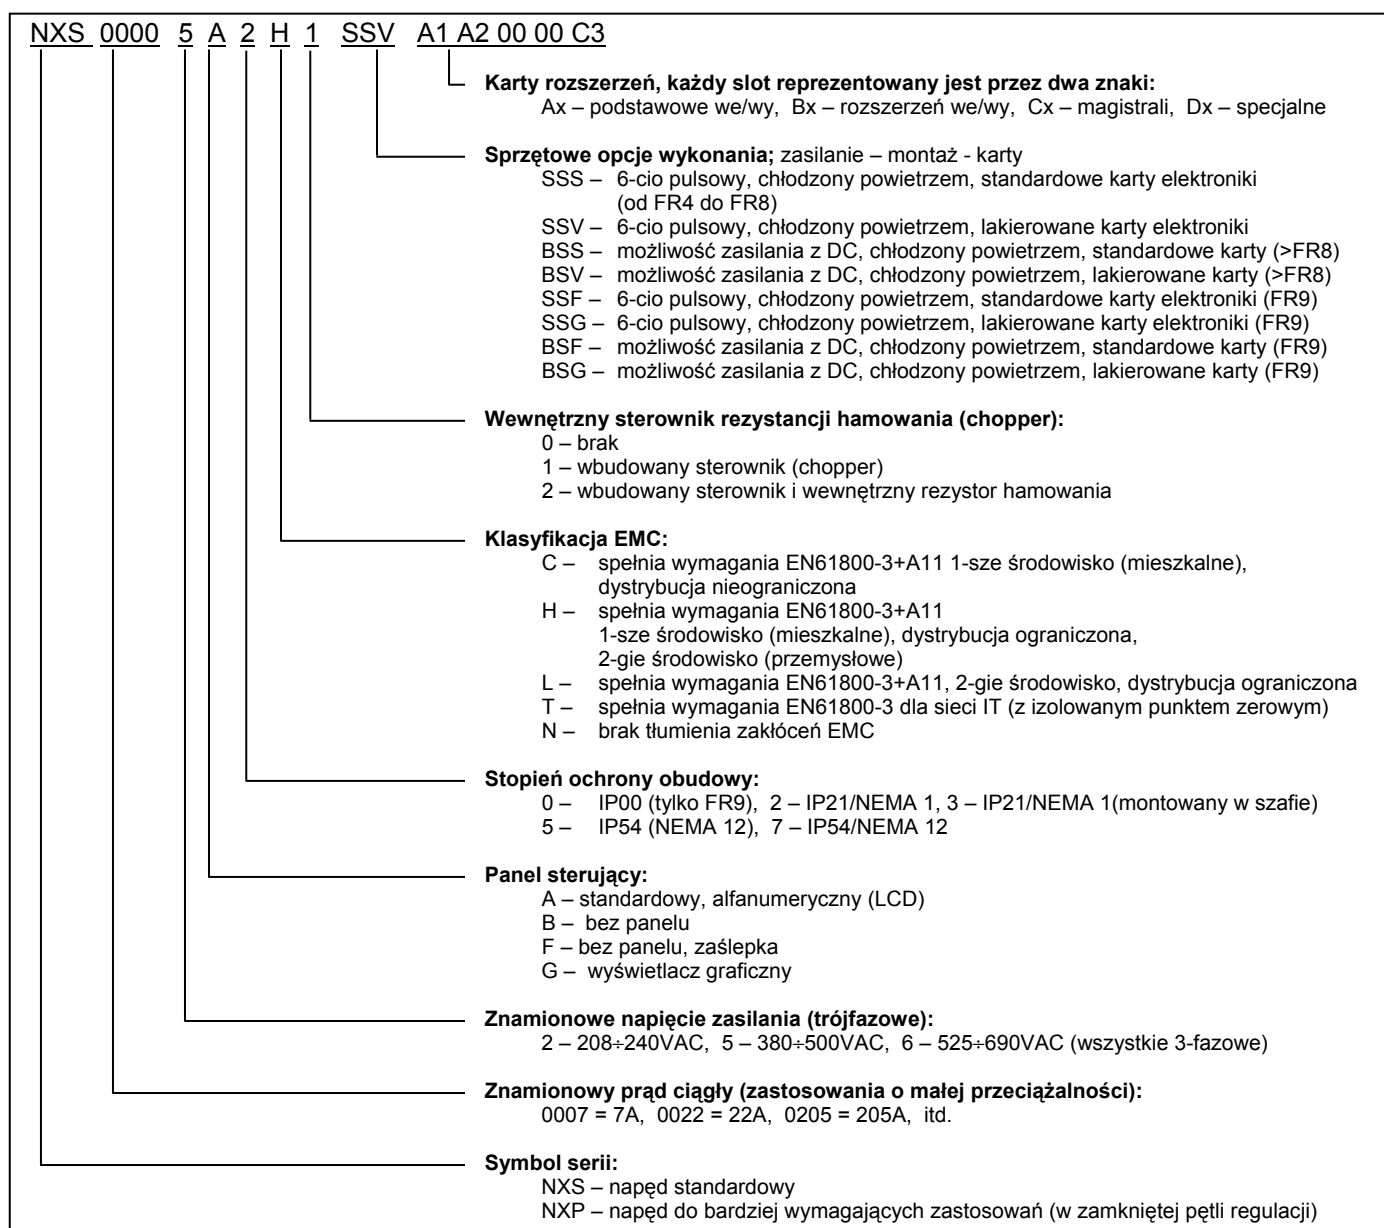 NXS 0000 5 A 2 H 1 SSV A1 A2 00 00 C3
Karty rozszerzeń, każdy slot reprezentowany jest przez dwa znaki:
Ax – podstawowe we/wy, Bx – rozszerzeń we/wy, Cx – magistrali, Dx – specjalne
Sprzętowe opcje wykonania; zasilanie – montaż - karty
SSS – 6-cio pulsowy, chłodzony powietrzem, standardowe karty elektroniki
(od FR4 do FR8)
SSV – 6-cio pulsowy, chłodzony powietrzem, lakierowane karty elektroniki
BSS – możliwość zasilania z DC, chłodzony powietrzem, standardowe karty (>FR8)
BSV – możliwość zasilania z DC, chłodzony powietrzem, lakierowane karty (>FR8)
SSF – 6-cio pulsowy, chłodzony powietrzem, standardowe karty elektroniki (FR9)
SSG – 6-cio pulsowy, chłodzony powietrzem, lakierowane karty elektroniki (FR9)
BSF – możliwość zasilania z DC, chłodzony powietrzem, standardowe karty (FR9)
BSG – możliwość zasilania z DC, chłodzony powietrzem, lakierowane karty (FR9)
Wewnętrzny sterownik rezystancji hamowania (chopper):
0 – brak
1 – wbudowany sterownik (chopper)
2 – wbudowany sterownik i wewnętrzny rezystor hamowania
Klasyfikacja EMC:
C – spełnia wymagania EN61800-3+A11 1-sze środowisko (mieszkalne),
dystrybucja nieograniczona
H – spełnia wymagania EN61800-3+A11
1-sze środowisko (mieszkalne), dystrybucja ograniczona,
2-gie środowisko (przemysłowe)
L – spełnia wymagania EN61800-3+A11, 2-gie środowisko, dystrybucja ograniczona
T – spełnia wymagania EN61800-3 dla sieci IT (z izolowanym punktem zerowym)
N – brak tłumienia zakłóceń EMC
Stopień ochrony obudowy:
0 – IP00 (tylko FR9), 2 – IP21/NEMA 1, 3 – IP21/NEMA 1(montowany w szafie)
5 – IP54 (NEMA 12), 7 – IP54/NEMA 12
Panel sterujący:
A – standardowy, alfanumeryczny (LCD)
B – bez panelu
F – bez panelu, zaślepka
G – wyświetlacz graficzny
Znamionowe napięcie zasilania (trójfazowe):
2 – 208÷240VAC, 5 – 380÷500VAC, 6 – 525÷690VAC (wszystkie 3-fazowe)
Znamionowy prąd ciągły (zastosowania o małej przeciążalności):
0007 = 7A, 0022 = 22A, 0205 = 205A, itd.
Symbol serii:
NXS – napęd standardowy
NXP – napęd do bardziej wymagających zastosowań (w zamkniętej pętli regulacji)